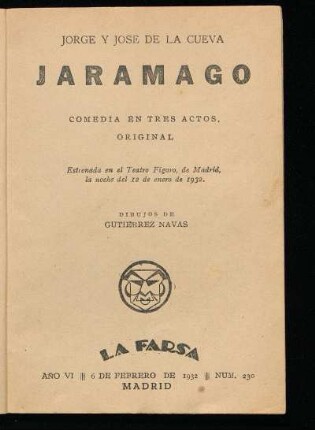 JORGE Y JOSE DE LA CUEVA
JARAMAGO
COMEDIA EN TRES ACTOS,
ORIGINAL
Estrenada en el Teatro Fígaro, de Madrid,
la noche del 12 de enero de 1932.
DIBUJOS DE
GUTIERREZ NAVAS
LA FARSA
AÑO VI || 6 DE FEBRERO DE 1932 || NUM. 230
MADRID